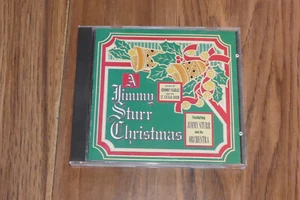 A
Jimmy
Sturr
Christmas
Featuring
JIMMY STURR
and his
ORCHESTRA